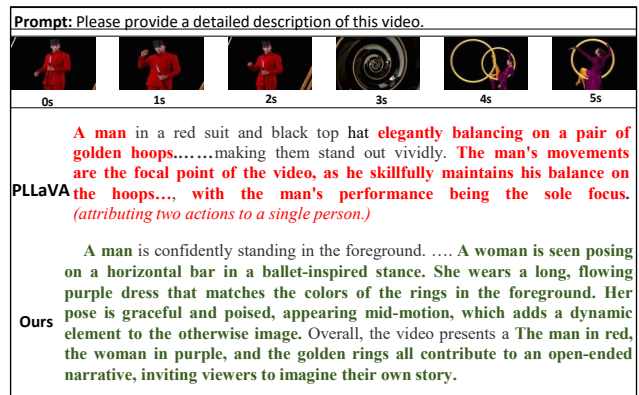 Prompt: Please provide a detailed description of this video.
0s 1s 2s 3s 4s 5s
PLLaVA
A man in a red suit and black top hat elegantly balancing on a pair of
golden hoops...….making them stand out vividly. The man's movements
are the focal point of the video, as he skillfully maintains his balance on
the hoops…, with the man's performance being the sole focus.
(attributing two actions to a single person.)
Ours
A man is confidently standing in the foreground. …. A woman is seen posing
on a horizontal bar in a ballet-inspired stance. She wears a long, flowing
purple dress that matches the colors of the rings in the foreground. Her
pose is graceful and poised, appearing mid-motion, which adds a dynamic
element to the otherwise image. Overall, the video presents a The man in red,
the woman in purple, and the golden rings all contribute to an open-ended
narrative, inviting viewers to imagine their own story.